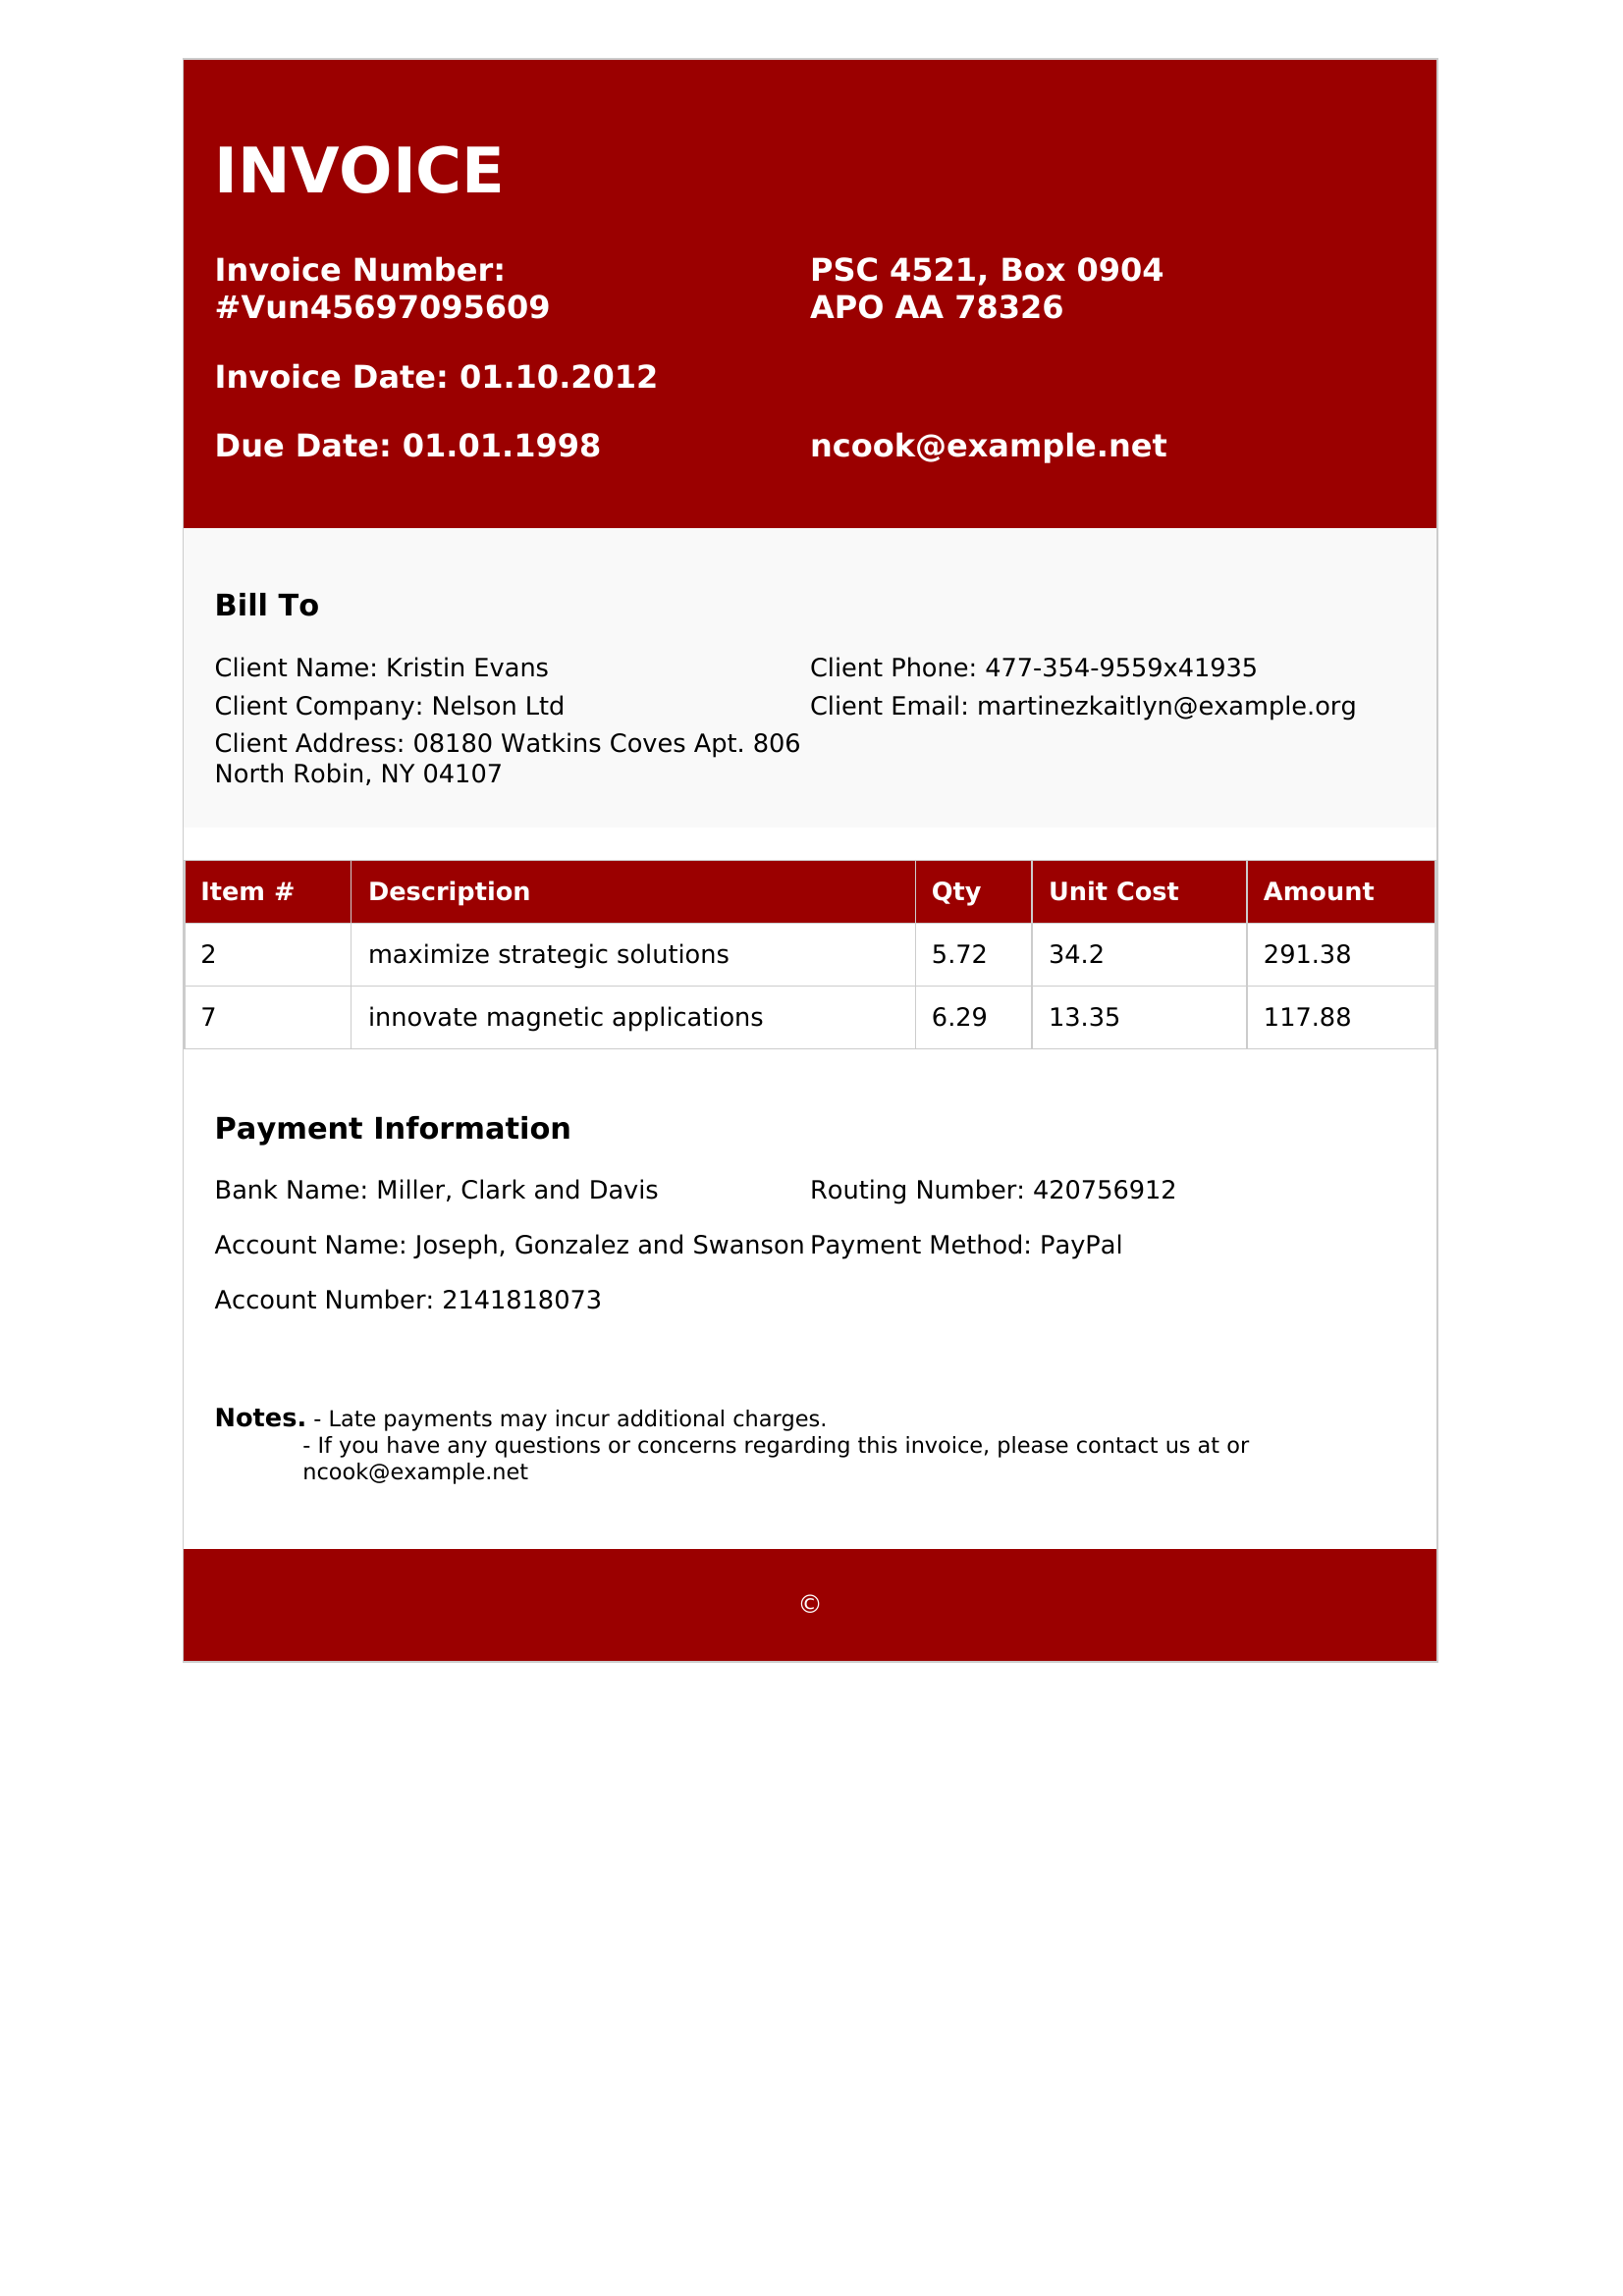 INVOICE
Invoice Number:
#Vun45697095609
PSC 4521, Box 0904
APO AA 78326
Invoice Date: 01.10.2012
Due Date: 01.01.1998
ncook@example.net
Bill To
Client Name: Kristin Evans
Client Phone: 477-354-9559x41935
Client Company: Nelson Ltd
Client Email: martinezkaitlyn@example.org
Client Address: 08180 Watkins Coves Apt. 806
North Robin, NY 04107
Item # Description Qty Unit Cost Amount
2 maximize strategic solutions 5.72 34.2 291.38
7 innovate magnetic applications 6.29 13.35 117.88
Payment Information
Bank Name: Miller, Clark and Davis
Routing Number: 420756912
Account Name: Joseph, Gonzalez and Swanson
Payment Method: PayPal
Account Number: 2141818073
Notes. - Late payments may incur additional charges.
- If you have any questions or concerns regarding this invoice, please contact us at or
ncook@example.net
©